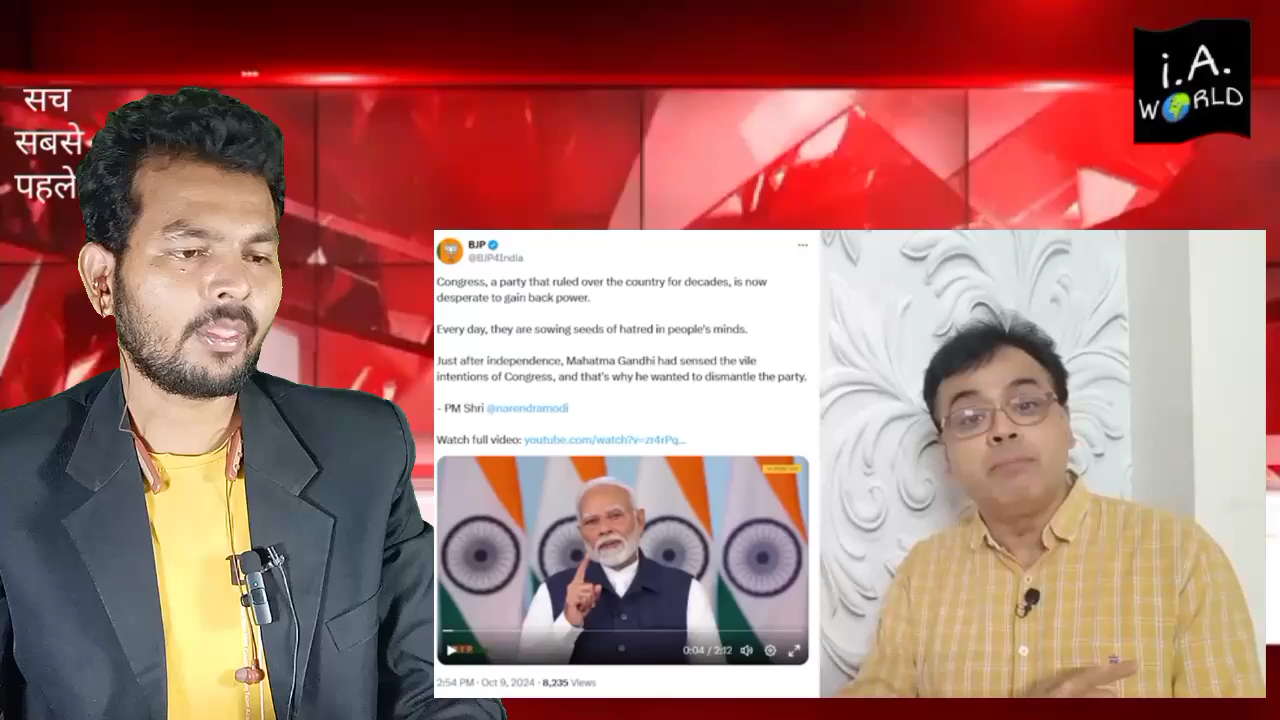 सच
सबसे
पहले
i.A.
WORLD
BJP
@BJP4India
Congress, a party that ruled over the country for decades, is now
desperate to gain back power.
Every day, they are sowing seeds of hatred in people's minds.
Just after independence, Mahatma Gandhi had sensed the vile
intentions of Congress, and that's why he wanted to dismantle the party.
- PM Shri @narendramodi
Watch full video: youtube.com/watch?v=zr4rPq...
0:04 / 2:12
2:54 PM · Oct 9, 2024 · 8,235 Views